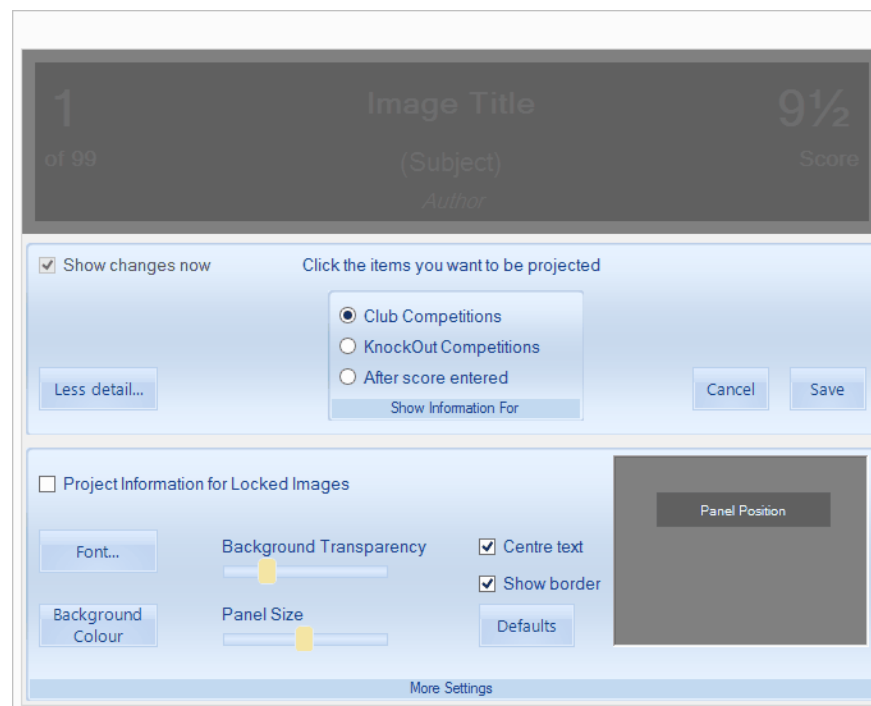 1 Image Title 9½
of 99 (Subject) Score
Author
Show changes now Click the items you want to be projected
Club Competitions
KnockOut Competitions
After score entered
Less detail... Cancel Save
Show Information For
Project Information for Locked Images
Panel Position
Font... Background Transparency Centre text
Show border
Background
Colour
Panel Size
Defaults
More Settings